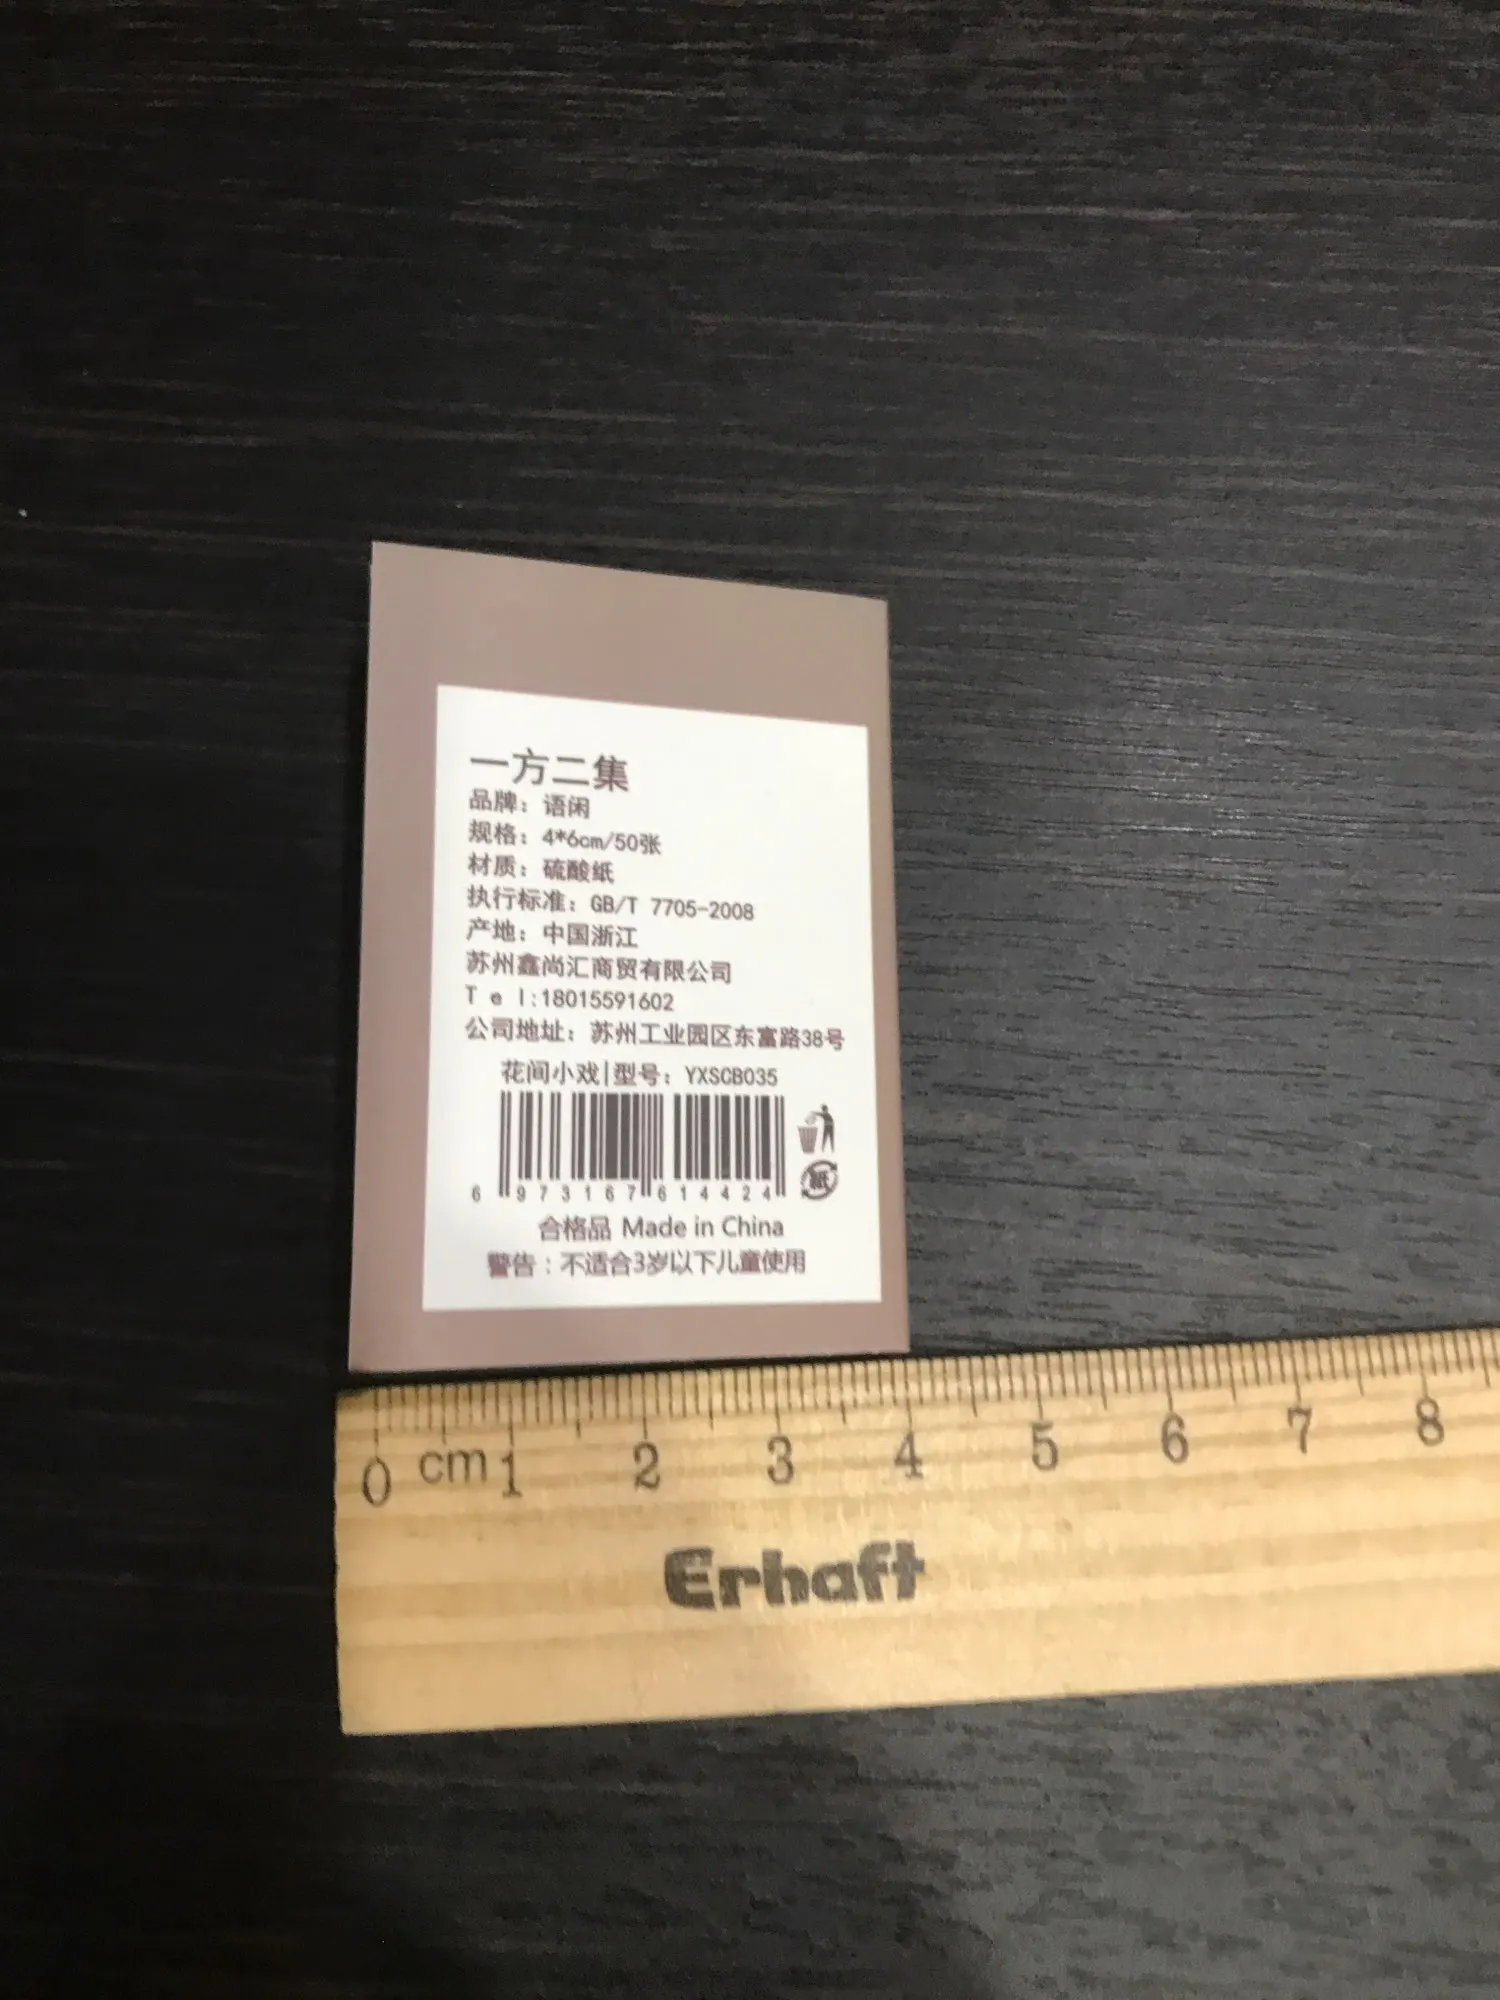 一方二集
品牌：语闲
规格：4*6cm/50张
材质：硫酸纸
执行标准：GB/T 7705-2008
产地：中国浙江
苏州鑫尚汇商贸有限公司
Tel:18015591602
公司地址：苏州工业园区东富路38号
花间小戏|型号：YXSCB035
6 973167 614424
紙
合格品 Made in China
警告：不适合3岁以下儿童使用
0 cm 1 2 3 4 5 6 7 8
Erhaft